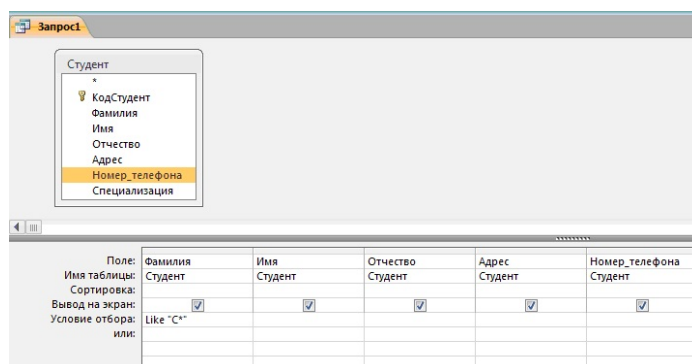 Запрос1
Студент
*
КодСтудент
Фамилия
Имя
Отчество
Адрес
Номер_телефона
Специализация
Поле: Фамилия Имя Отчество Адрес Номер_телефона
Имя таблицы: Студент Студент Студент Студент Студент
Сортировка:
Вывод на экран:
Условие отбора: Like "С*"
или: